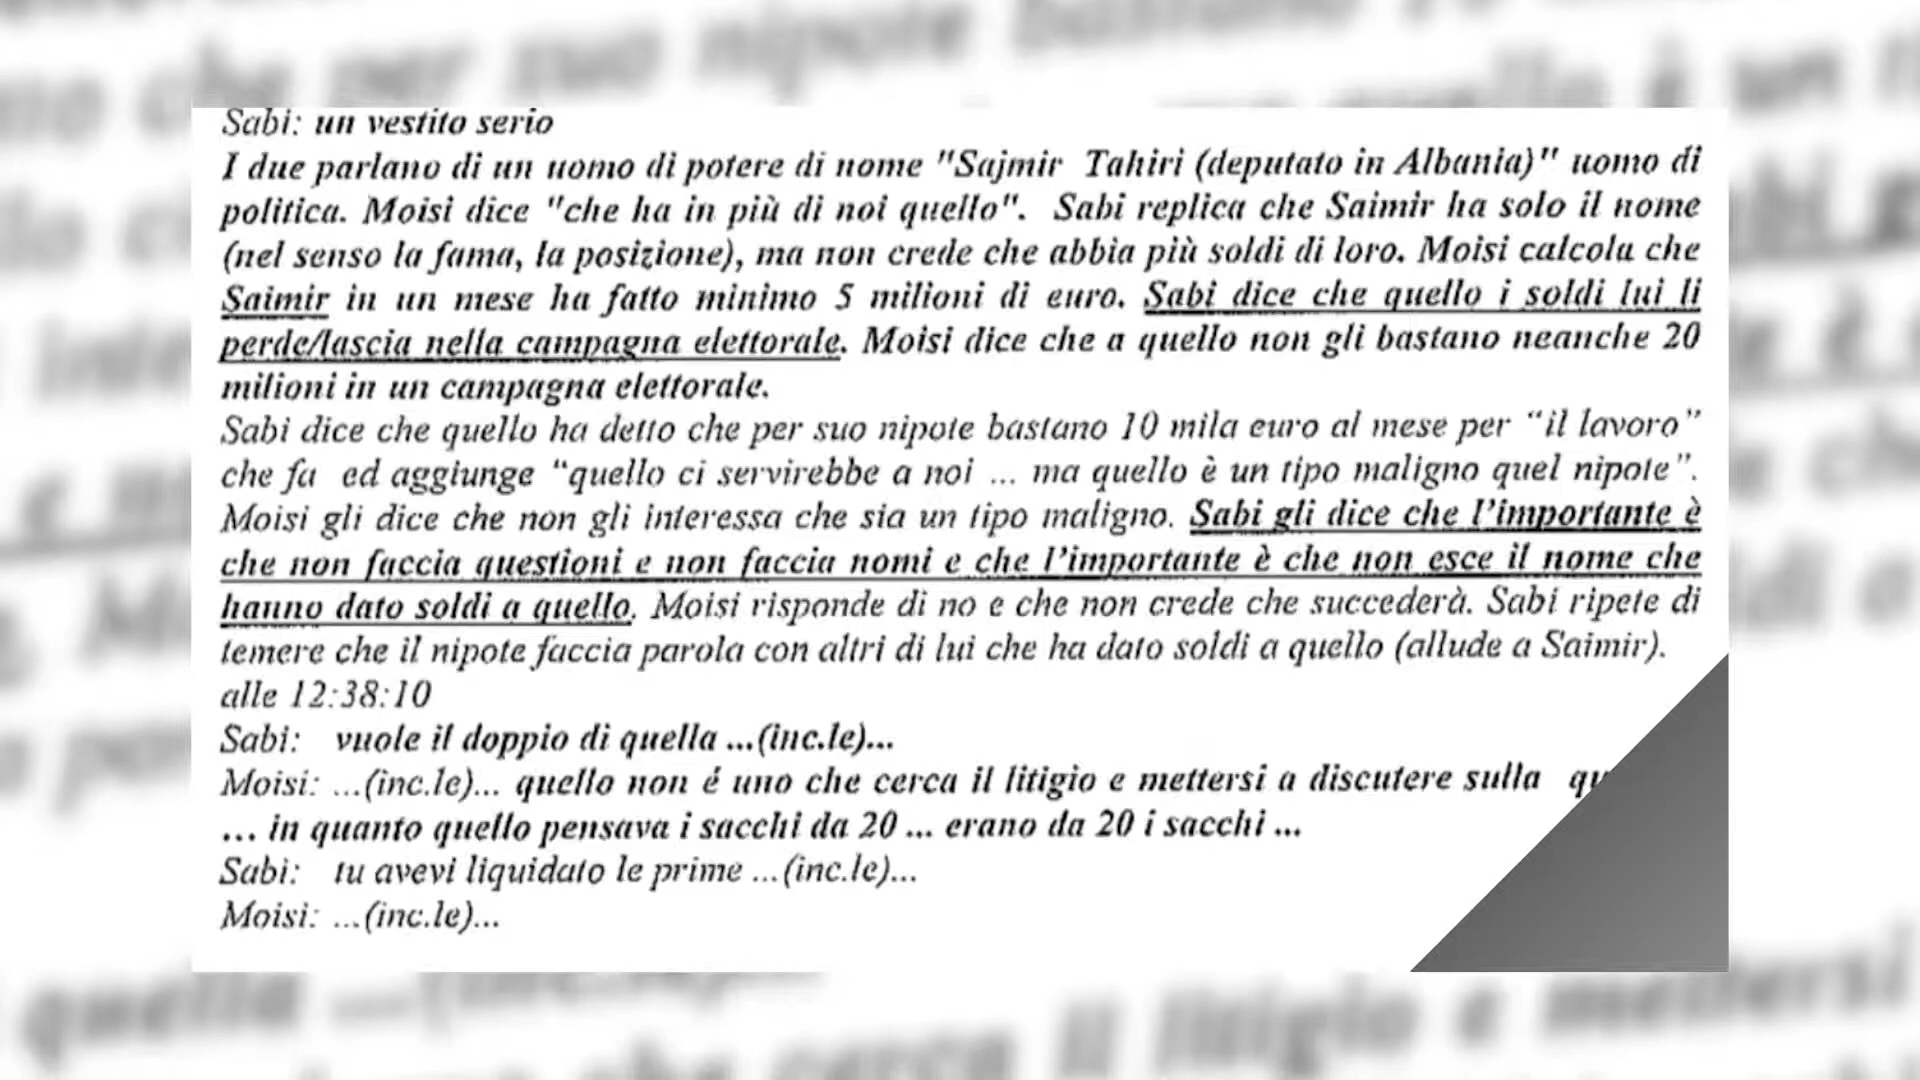 Sabi: un vestito serio
I due parlano di un uomo di potere di nome "Sajmir Tahiri (deputato in Albania)" uomo di
politica. Moisi dice "che ha in più di noi quello". Sabi replica che Saimir ha solo il nome
(nel senso la fama, la posizione), ma non crede che abbia più soldi di loro. Moisi calcola che
Saimir in un mese ha fatto minimo 5 milioni di euro. Sabi dice che quello i soldi lui li
perde/lascia nella campagna elettorale. Moisi dice che a quello non gli bastano neanche 20
milioni in un campagna elettorale.
Sabi dice che quello ha detto che per suo nipote bastano 10 mila euro al mese per “il lavoro”
che fa ed aggiunge “quello ci servirebbe a noi ... ma quello è un tipo maligno quel nipote”.
Moisi gli dice che non gli interessa che sia un tipo maligno. Sabi gli dice che l’importante è
che non faccia questioni e non faccia nomi e che l’importante è che non esce il nome che
hanno dato soldi a quello. Moisi risponde di no e che non crede che succederà. Sabi ripete di
temere che il nipote faccia parola con altri di lui che ha dato soldi a quello (allude a Saimir).
alle 12:38:10
Sabi: vuole il doppio di quella ...(inc.le)...
Moisi: ...(inc.le)... quello non é uno che cerca il litigio e mettersi a discutere sulla
... in quanto quello pensava i sacchi da 20 ... erano da 20 i sacchi ...
Sabi: tu avevi liquidato le prime ...(inc.le)...
Moisi: ...(inc.le)...